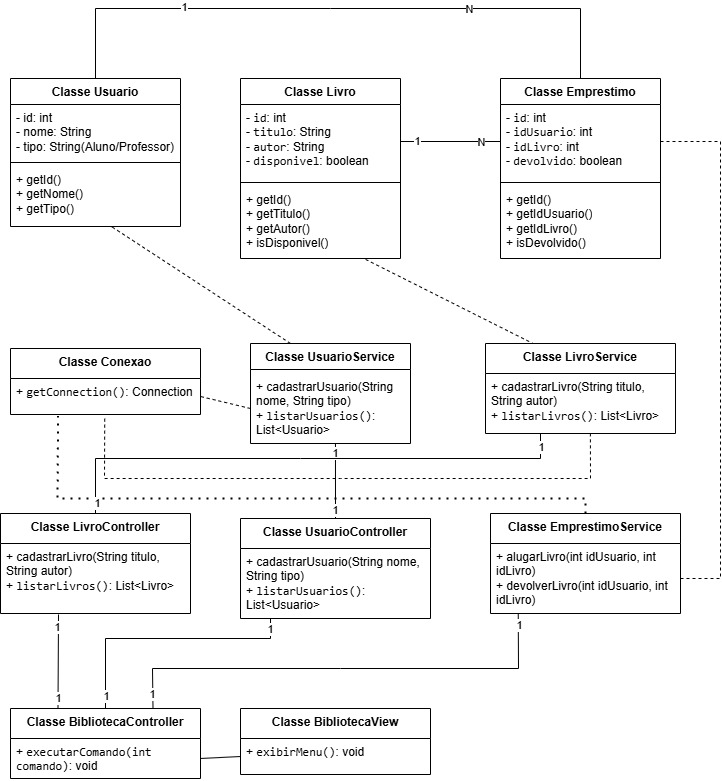 1
N
Classe Usuario
- id: int
- nome: String
- tipo: String(Aluno/Professor)
+ getId()
+ getNome()
+ getTipo()
Classe Livro
- id: int
- titulo: String
- autor: String
- disponivel: boolean
+ getId()
+ getTitulo()
+ getAutor()
+ isDisponivel()
1
N
Classe Emprestimo
- id: int
- idUsuario: int
- idLivro: int
- devolvido: boolean
+ getId()
+ getIdUsuario()
+ getIdLivro()
+ isDevolvido()
Classe Conexao
+ getConnection(): Connection
Classe UsuarioService
+ cadastrarUsuario(String
nome, String tipo)
+ listarUsuarios():
List<Usuario>
Classe LivroService
+ cadastrarLivro(String titulo,
String autor)
+ listarLivros(): List<Livro>
1
1
1
1
Classe LivroController
+ cadastrarLivro(String titulo,
String autor)
+ listarLivros(): List<Livro>
Classe UsuarioController
+ cadastrarUsuario(String nome,
String tipo)
+ listarUsuarios():
List<Usuario>
Classe EmprestimoService
+ alugarLivro(int idUsuario, int
idLivro)
+ devolverLivro(int idUsuario, int
idLivro)
1
1
1
1
1
1
Classe BibliotecaController
+ executarComando(int
comando): void
Classe BibliotecaView
+ exibirMenu(): void